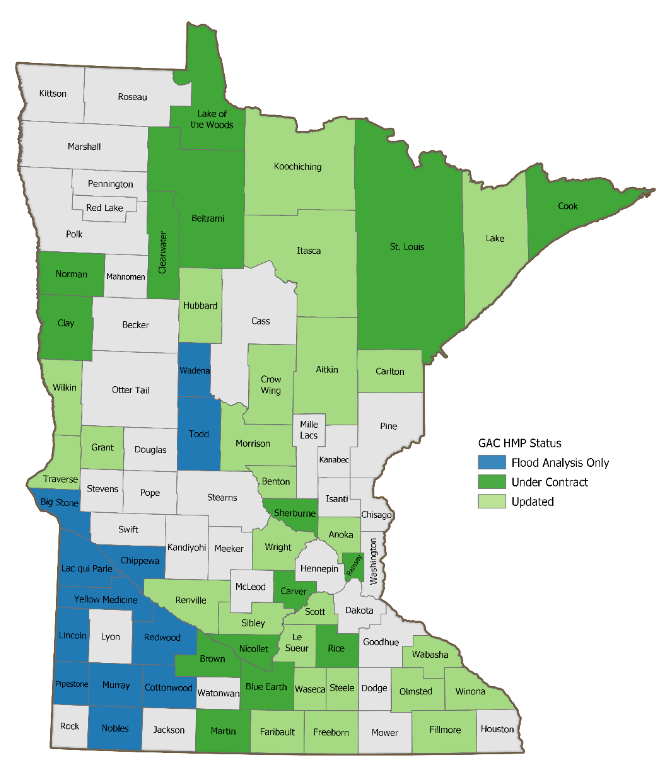 Kittson
Roseau
Lake of
the Woods
Marshall
Koochiching
Pennington
Red Lake
Cook
Beltrami
Polk
Lake
St. Louis
Itasca
Clearwater
Norman
Mahnomen
Hubbard
Cass
Clay
Becker
Wadena
Aitkin
Carlton
Wilkin
Crow
Wing
Otter Tail
Pine
Mille
Lacs
Todd
Morrison
Grant
Douglas
Kanabec
GAC HMP Status
Flood Analysis Only
Under Contract
Updated
Traverse
Benton
Stevens
Pope
Stearns
Isanti
Big Stone
Sherburne
Chisago
Swift
Anoka
Kandiyohi
Meeker
Wright
Washington
Chippewa
Hennepin
Ramsey
Lac qui Parle
McLeod
Carver
Yellow Medicine
Renville
Scott
Dakota
Sibley
Lincoln
Lyon
Redwood
Le
Sueur
Rice
Goodhue
Nicollet
Wabasha
Brown
Pipestone
Murray
Cottonwood
Watonwan
Blue Earth
Waseca
Steele
Dodge
Olmsted
Winona
Rock
Nobles
Jackson
Martin
Faribault
Freeborn
Mower
Fillmore
Houston